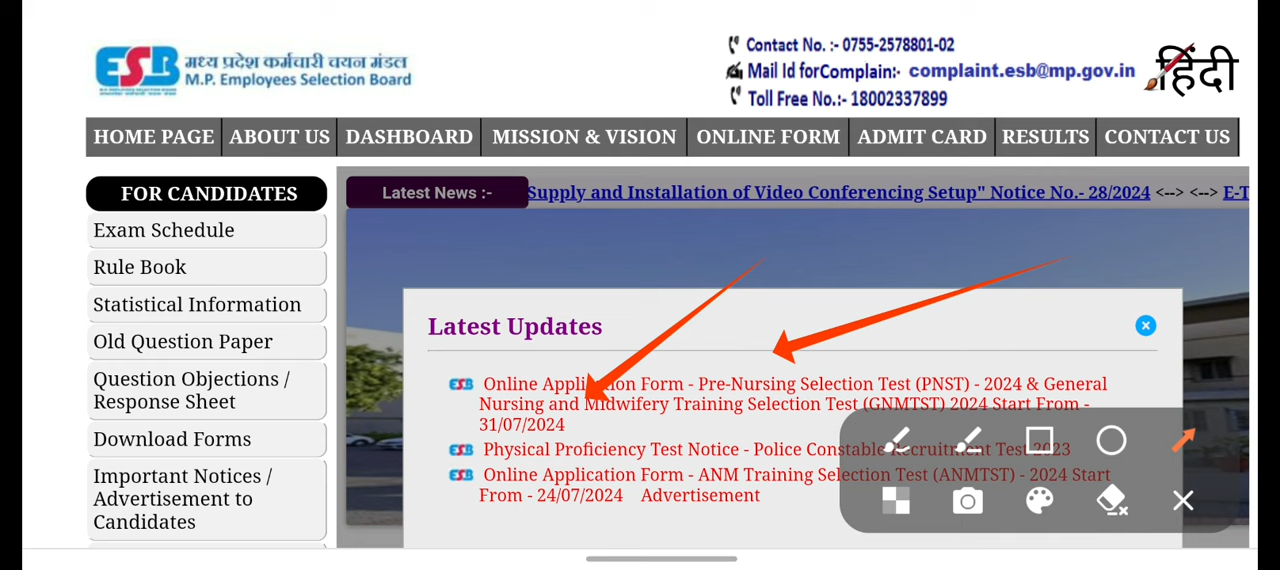 ESB मध्य प्रदेश कर्मचारी चयन मंडल
M.P. Employees Selection Board
Contact No. :- 0755-2578801-02
Mail Id forComplain:- complaint.esb@mp.gov.in
Toll Free No.:- 18002337899
हिंदी
HOME PAGE ABOUT US DASHBOARD MISSION & VISION ONLINE FORM ADMIT CARD RESULTS CONTACT US
FOR CANDIDATES
Exam Schedule
Rule Book
Statistical Information
Old Question Paper
Question Objections /
Response Sheet
Download Forms
Important Notices /
Advertisement to
Candidates
Latest News :- Supply and Installation of Video Conferencing Setup" Notice No.- 28/2024 <--> <--> E-T
Latest Updates
ESB Online Application Form - Pre-Nursing Selection Test (PNST) - 2024 & General
Nursing and Midwifery Training Selection Test (GNMTST) 2024 Start From -
31/07/2024
ESB Physical Proficiency Test Notice - Police Constable Recruitment Test 2023
ESB Online Application Form - ANM Training Selection Test (ANMTST) - 2024 Start
From - 24/07/2024 Advertisement